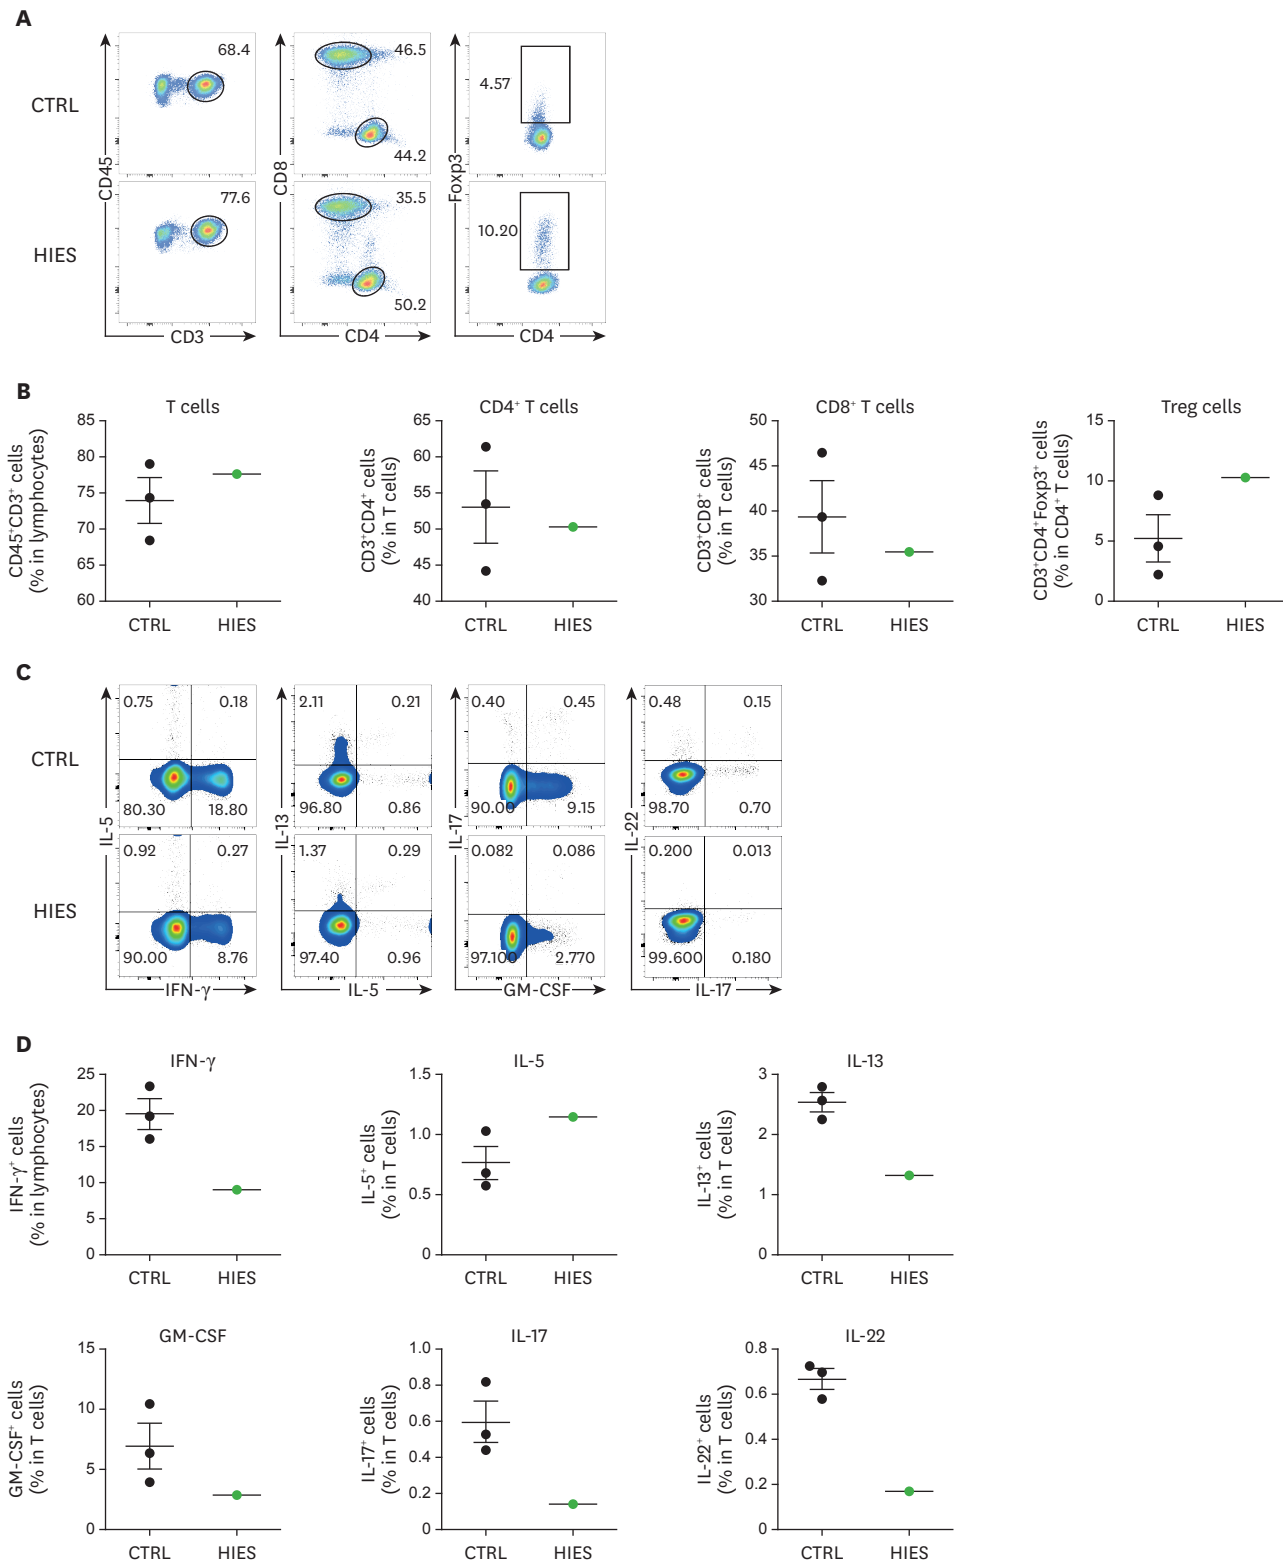 A
CTRL
HIES
CD45
68.4
77.6
CD3
CD8
46.5
44.2
35.5
50.2
CD4
Foxp3
4.57
10.20
CD4
B
T cells
CD45⁺CD3⁺ cells
(% in lymphocytes)
85
80
75
70
65
60
CTRL HIES
CD4⁺ T cells
CD3⁺CD4⁺ cells
(% in T cells)
65
60
55
50
45
40
CTRL HIES
CD8⁺ T cells
CD3⁺CD8⁺ cells
(% in T cells)
50
45
40
35
30
CTRL HIES
Treg cells
CD3⁺CD4⁺Foxp3⁺ cells
(% in CD4⁺ T cells)
15
10
5
0
CTRL HIES
C
CTRL
HIES
IL-5
0.75 0.18
80.30 18.80
0.92 0.27
90.00 8.76
IFN-γ
IL-13
2.11 0.21
96.80 0.86
1.37 0.29
97.40 0.96
IL-5
IL-17
0.40 0.45
90.00 9.15
0.082 0.086
97.100 2.770
GM-CSF
IL-22
0.48 0.15
98.70 0.70
0.200 0.013
99.600 0.180
IL-17
D
IFN-γ
IFN-γ⁺ cells
(% in lymphocytes)
25
20
15
10
5
0
CTRL HIES
IL-5
IL-5⁺ cells
(% in T cells)
1.5
1.0
0.5
0
CTRL HIES
IL-13
IL-13⁺ cells
(% in T cells)
3
2
1
0
CTRL HIES
GM-CSF
GM-CSF⁺ cells
(% in T cells)
15
10
5
0
CTRL HIES
IL-17
IL-17⁺ cells
(% in T cells)
1.0
0.8
0.6
0.4
0.2
0
CTRL HIES
IL-22
IL-22⁺ cells
(% in T cells)
0.8
0.6
0.4
0.2
0
CTRL HIES